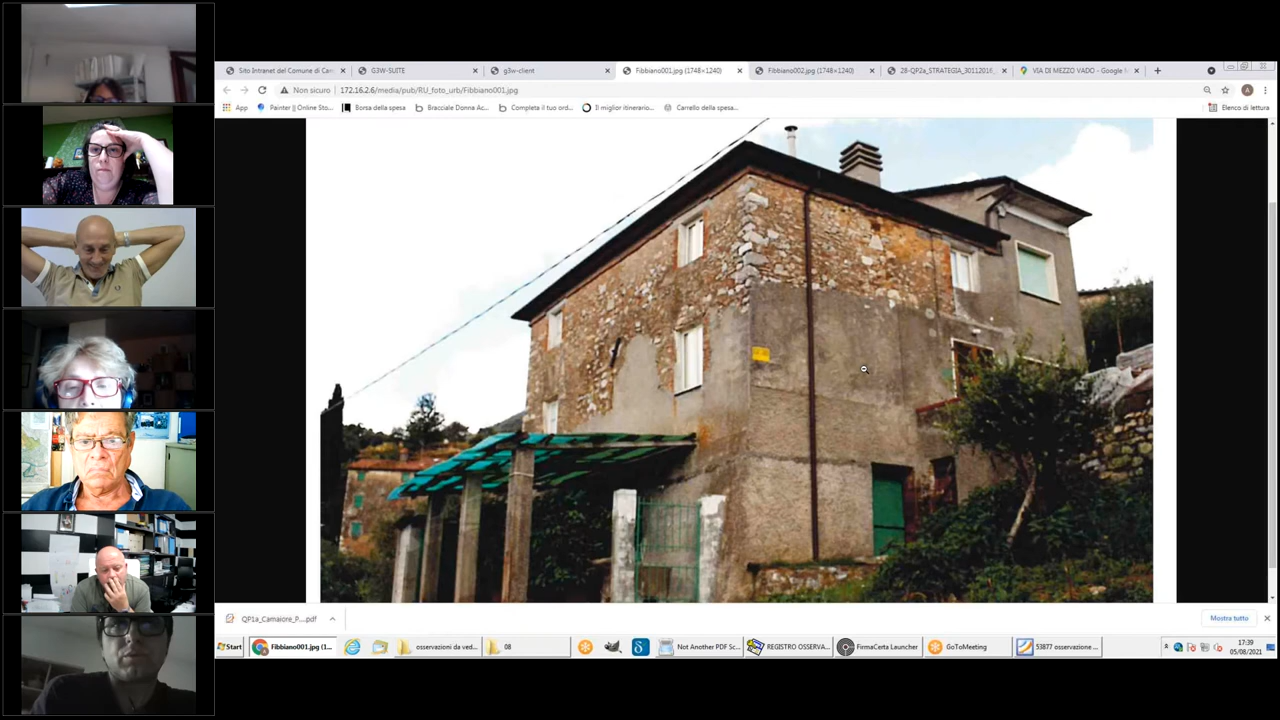 Sito Intranet del Comune di Can
G3W-SUITE
g3w-client
Fibbiano001.jpg (1748×1240)
Fibbiano002.jpg (1748×1240)
28-QP2a_STRATEGIA_30112016_
VIA DI MEZZO VADO - Google M
Non sicuro
172.16.2.6/media/pub/RU_foto_urb/Fibbiano001.jpg
A
App
Painter || Online Sto...
Borsa della spesa
Bracciale Donna Ac...
Completa il tuo ord...
Il miglior itinerario...
Carrello della spesa...
Elenco di lettura
QP1a_Camaiore_P....pdf
Mostra tutto
Start
Fibbiano001.jpg (1...
osservazioni da ved...
08
Not Another PDF Sc...
REGISTRO OSSERVA...
FirmaCerta Launcher
GoToMeeting
53877 osservazione ...
17:39
05/08/2021